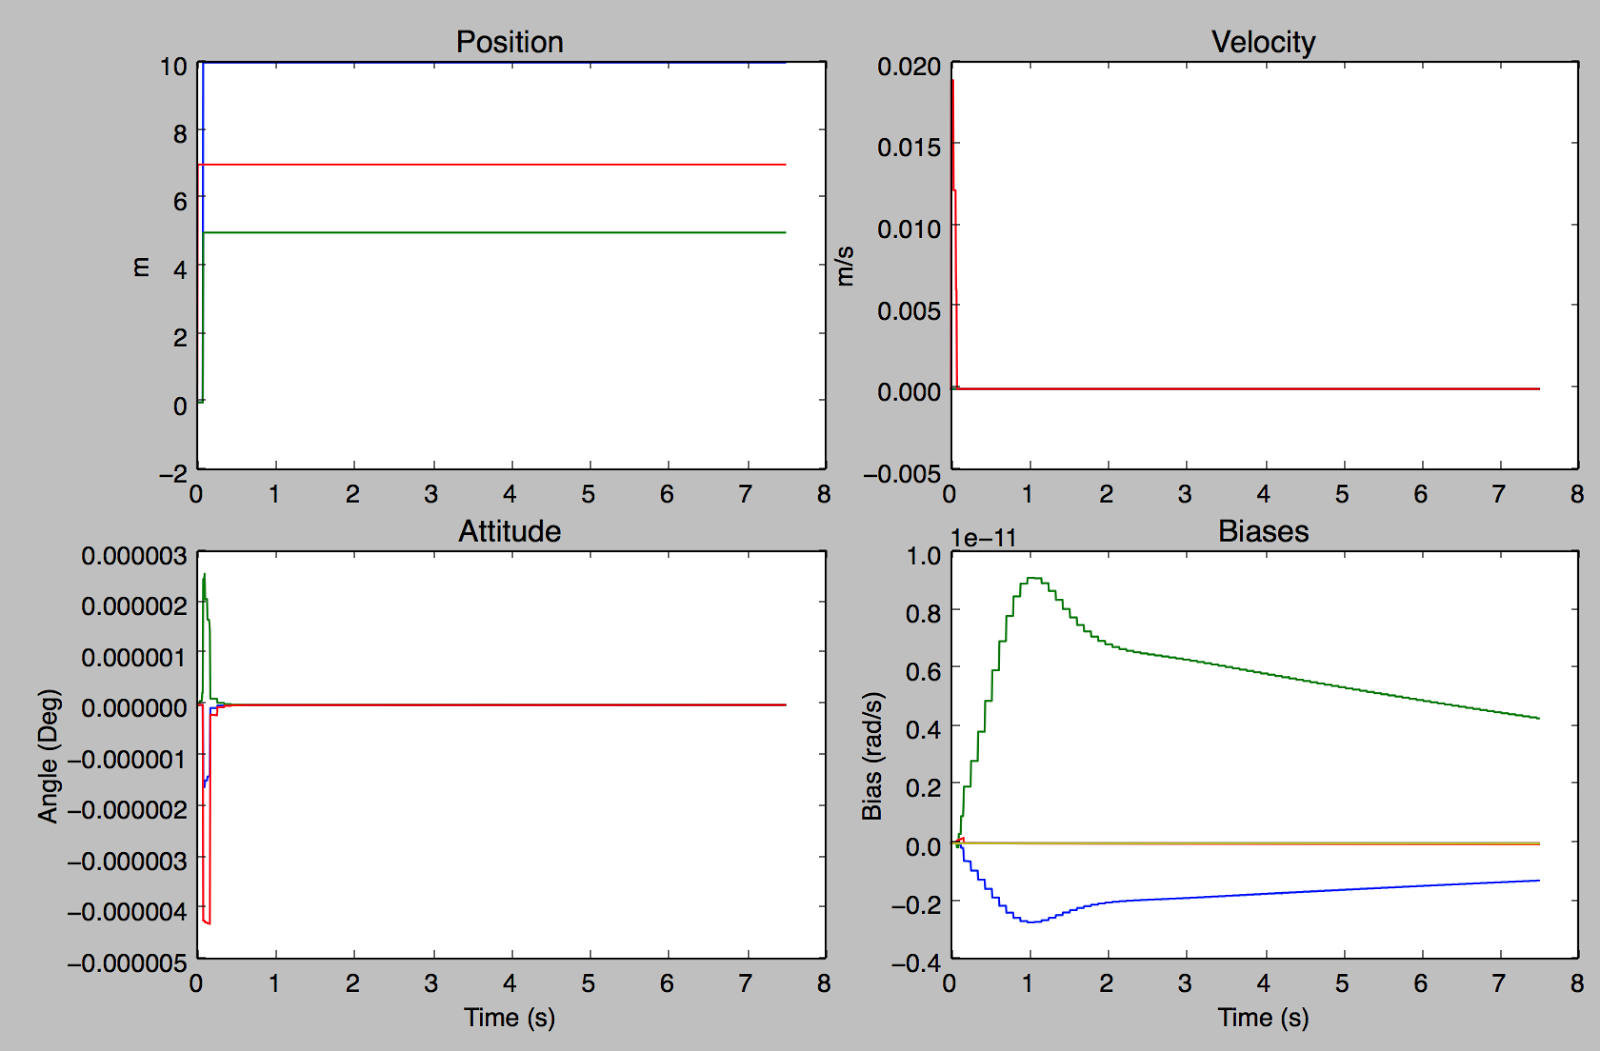 Position
10
8
6
4
2
0
−2
m
0 1 2 3 4 5 6 7 8
Velocity
0.020
0.015
0.010
0.005
0.000
−0.005
m/s
0 1 2 3 4 5 6 7 8
Attitude
0.000003
0.000002
0.000001
0.000000
−0.000001
−0.000002
−0.000003
−0.000004
−0.000005
Angle (Deg)
0 1 2 3 4 5 6 7 8
Time (s)
Biases
1e−11
1.0
0.8
0.6
0.4
0.2
0.0
−0.2
−0.4
Bias (rad/s)
0 1 2 3 4 5 6 7 8
Time (s)